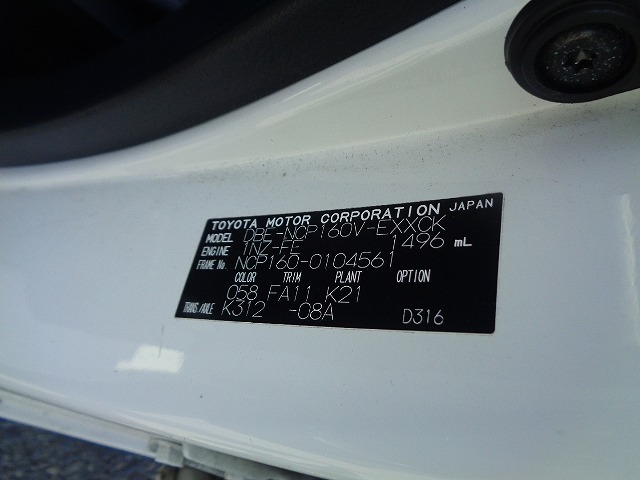 TOYOTA MOTOR CORPORATION JAPAN
MODEL DBE-NCP160V-EXXCK
ENGINE 1NZ-FE 1496 mL
FRAME No. NCP160-0104561
COLOR TRIM PLANT OPTION
058 FA11 K21
TRANS./AXLE K312 -08A
D316